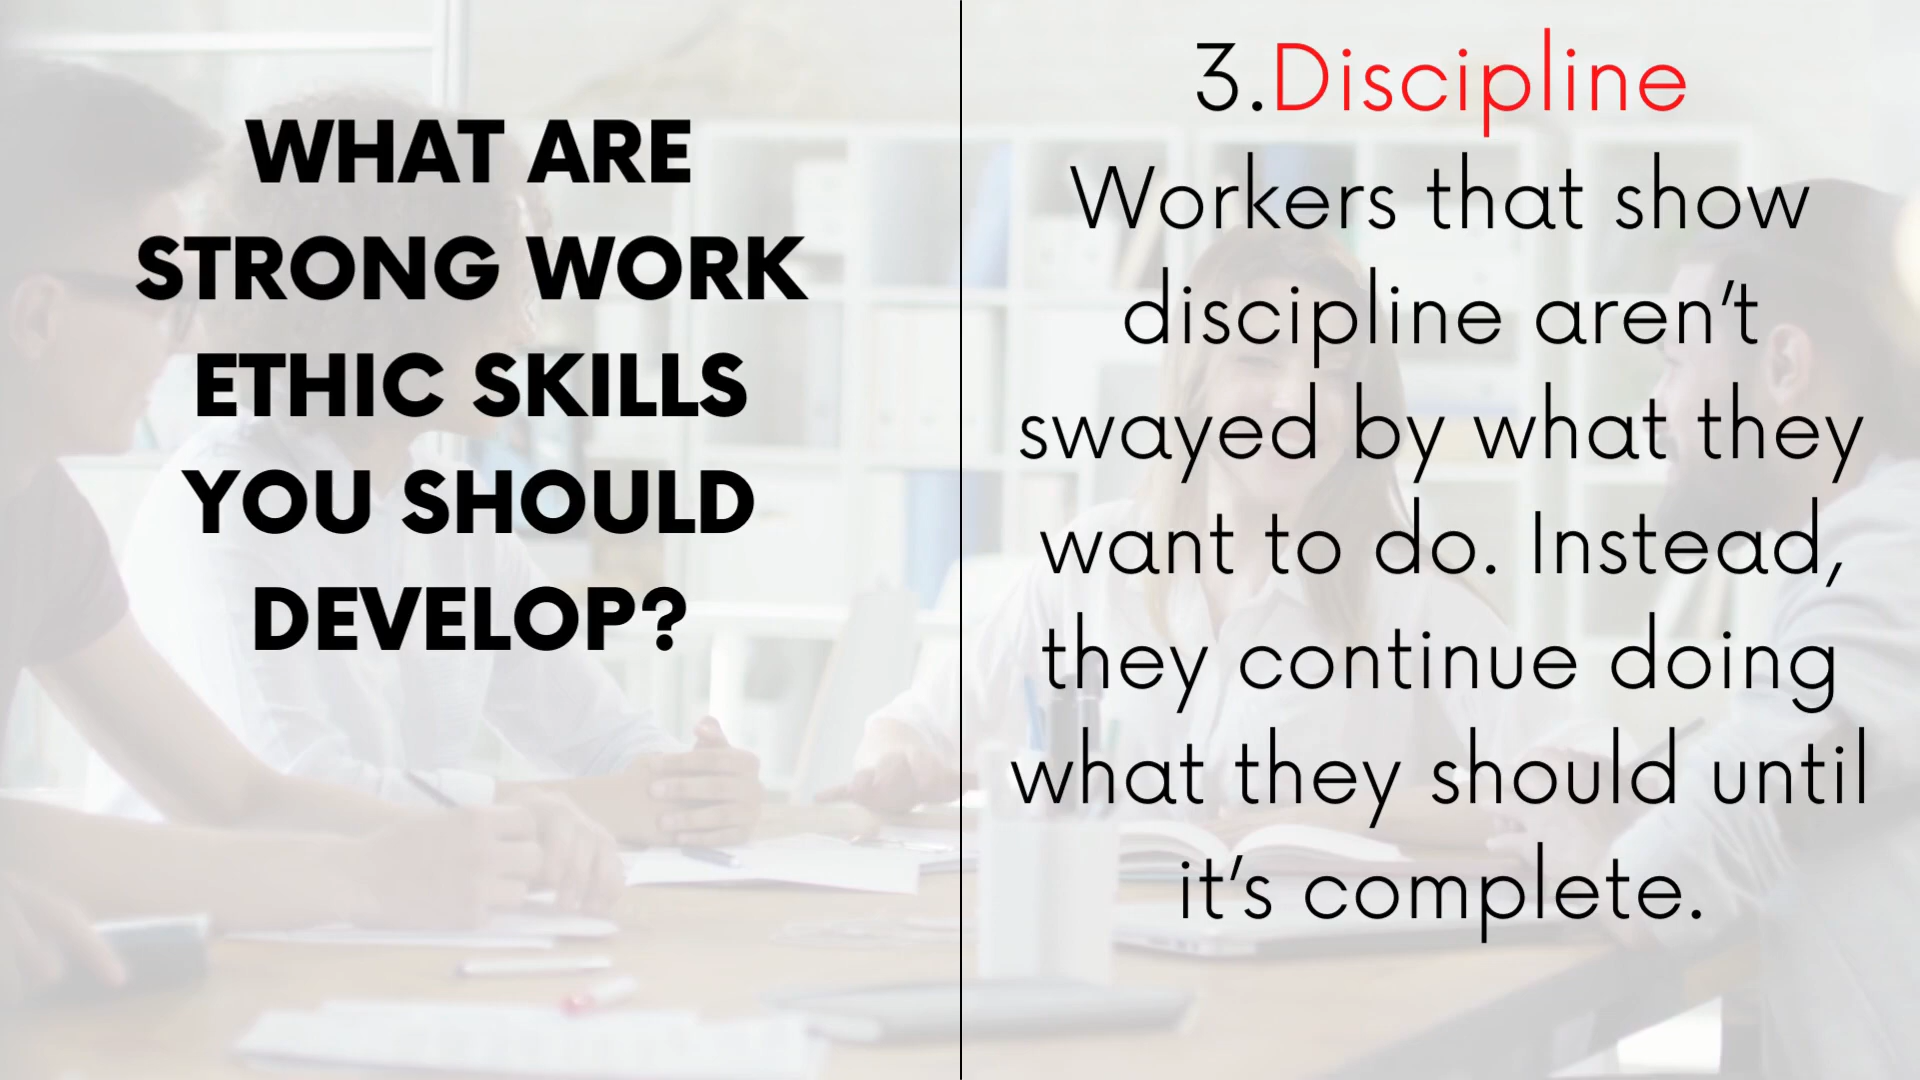 WHAT ARE
STRONG WORK
ETHIC SKILLS
YOU SHOULD
DEVELOP?
3.Discipline
Workers that show
discipline aren't
swayed by what they
want to do. Instead,
they continue doing
what they should until
it's complete.